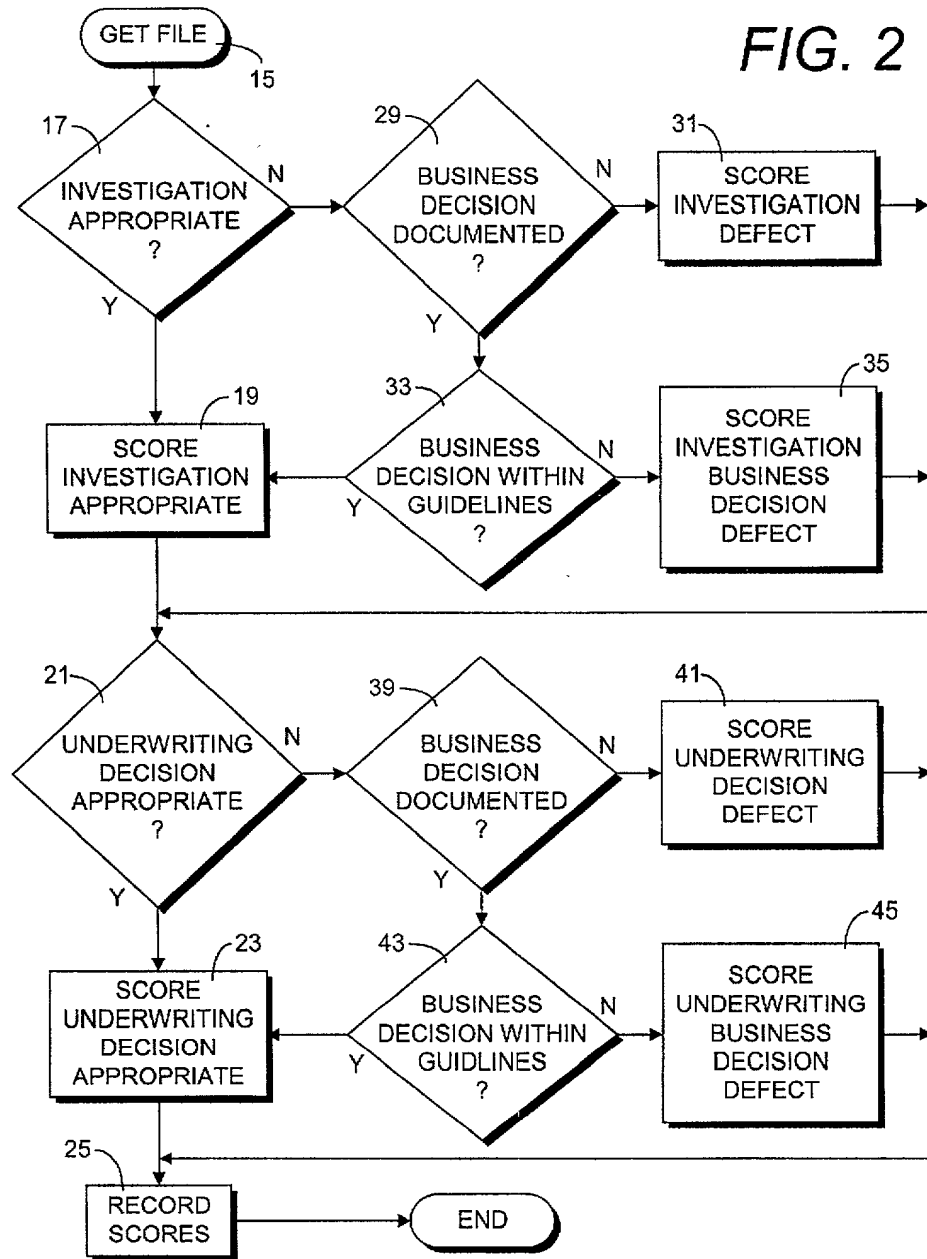 FIG. 2
GET FILE
15
17
INVESTIGATION
APPROPRIATE
?
N
Y
29
BUSINESS
DECISION
DOCUMENTED
?
N
Y
31
SCORE
INVESTIGATION
DEFECT
19
SCORE
INVESTIGATION
APPROPRIATE
33
BUSINESS
DECISION WITHIN
GUIDELINES
?
N
Y
35
SCORE
INVESTIGATION
BUSINESS
DECISION
DEFECT
21
UNDERWRITING
DECISION
APPROPRIATE
?
N
Y
39
BUSINESS
DECISION
DOCUMENTED
?
N
Y
41
SCORE
UNDERWRITING
DECISION
DEFECT
23
SCORE
UNDERWRITING
DECISION
APPROPRIATE
43
BUSINESS
DECISION WITHIN
GUIDLINES
?
N
Y
45
SCORE
UNDERWRITING
BUSINESS
DECISION
DEFECT
25
RECORD
SCORES
END